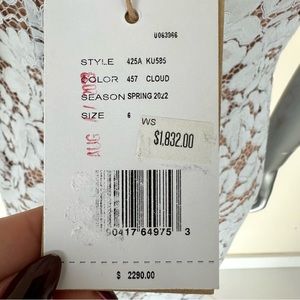 U063966
STYLE 425A KU585
COLOR 457 CLOUD
SEASON SPRING 2022
SIZE 6
AUG
WS
$1,832.00
90417 64975 3
$ 2290.00